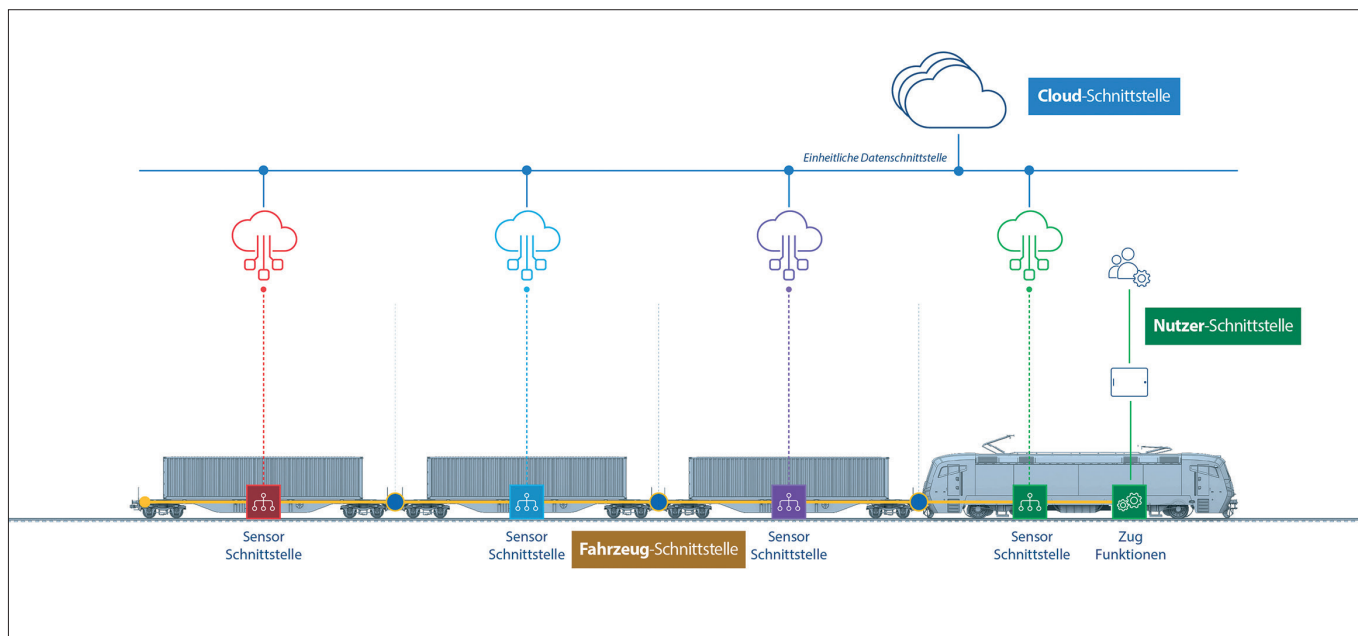 Cloud-Schnittstelle
Einheitliche Datenschnittstelle
Nutzer-Schnittstelle
Sensor
Schnittstelle
Sensor
Schnittstelle
Fahrzeug-Schnittstelle
Sensor
Schnittstelle
Sensor
Schnittstelle
Zug
Funktionen